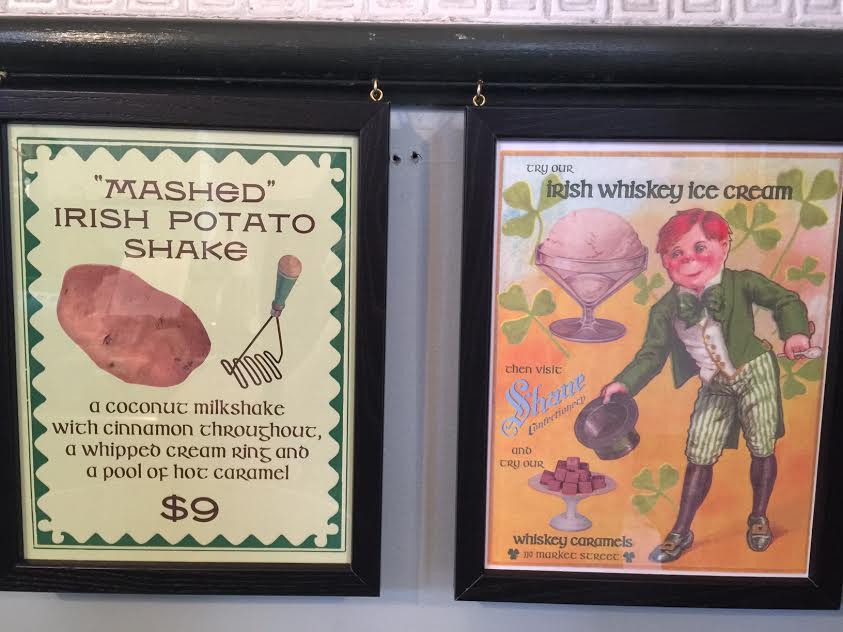 "MASHED"
IRISH POTATO
SHAKE
a coconut milkshake
with cinnamon throughout,
a whipped cream ring and
a pool of hot caramel
$9
try our
irish whiskey ice cream
then visit
Shane
Confectionery
and
try our
whiskey caramels
110 market street